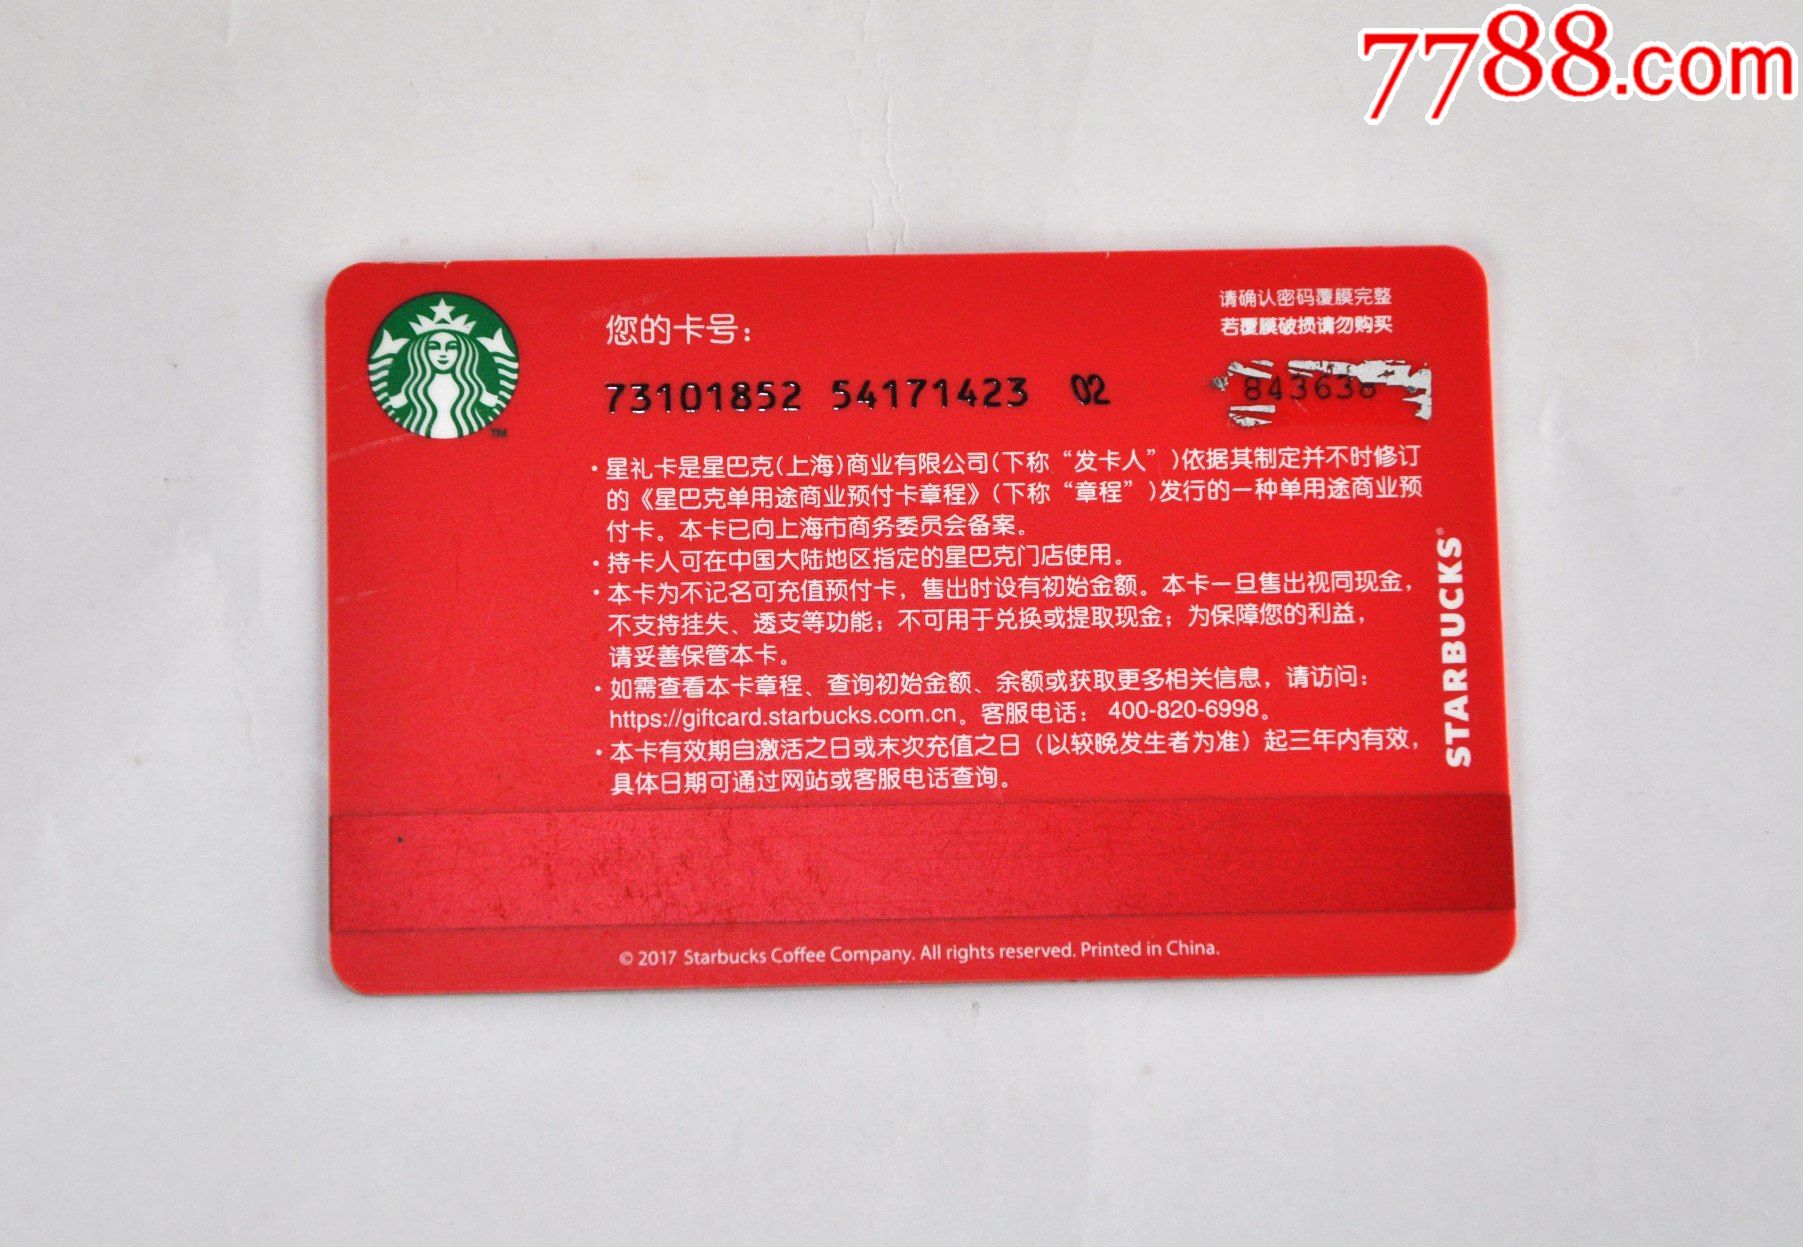 7788.com
请确认密码覆膜完整
若覆膜破损请勿购买
您的卡号：
73101852 54171423 02
843638
TM
·星礼卡是星巴克(上海)商业有限公司(下称“发卡人”)依据其制定并不时修订
的《星巴克单用途商业预付卡章程》(下称“章程”)发行的一种单用途商业预
付卡。本卡已向上海市商务委员会备案。
·持卡人可在中国大陆地区指定的星巴克门店使用。
·本卡为不记名可充值预付卡，售出时设有初始金额。本卡一旦售出视同现金，
不支持挂失、透支等功能；不可用于兑换或提取现金；为保障您的利益，
请妥善保管本卡。
·如需查看本卡章程、查询初始金额、余额或获取更多相关信息，请访问：
https://giftcard.starbucks.com.cn。客服电话： 400-820-6998。
·本卡有效期自激活之日或末次充值之日（以较晚发生者为准）起三年内有效，
具体日期可通过网站或客服电话查询。
STARBUCKS®
© 2017 Starbucks Coffee Company. All rights reserved. Printed in China.